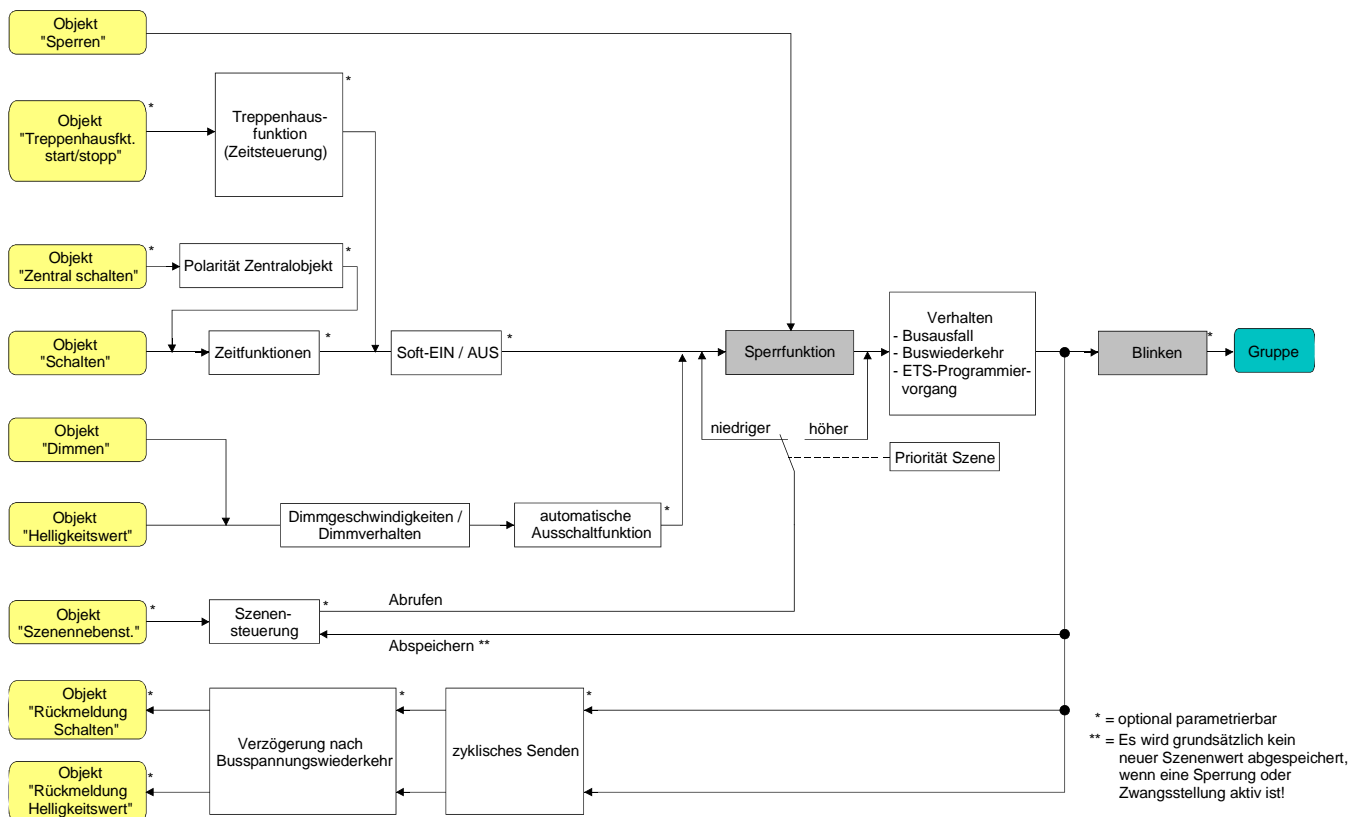 Objekt
"Sperren"
*
Objekt
"Treppenhausfkt.
start/stopp"
*
Treppenhaus-
funktion
(Zeitsteuerung)
*
Objekt
"Zentral schalten"
*
Polarität Zentralobjekt
*
Objekt
"Schalten"
Zeitfunktionen
*
Soft-EIN / AUS
*
Sperrfunktion
Verhalten
- Busausfall
- Buswiederkehr
- ETS-Programmier-
vorgang
Blinken
*
Gruppe
niedriger
höher
Priorität Szene
Objekt
"Dimmen"
Objekt
"Helligkeitswert"
Dimmgeschwindigkeiten /
Dimmverhalten
automatische
Ausschaltfunktion
*
Objekt
"Szenennebenst."
*
Szenen-
steuerung
*
Abrufen
Abspeichern **
Objekt
"Rückmeldung
Schalten"
*
Verzögerung nach
Busspannungswiederkehr
*
zyklisches Senden
*
Objekt
"Rückmeldung
Helligkeitswert"
*
* = optional parametrierbar
** = Es wird grundsätzlich kein
neuer Szenenwert abgespeichert,
wenn eine Sperrung oder
Zwangsstellung aktiv ist!